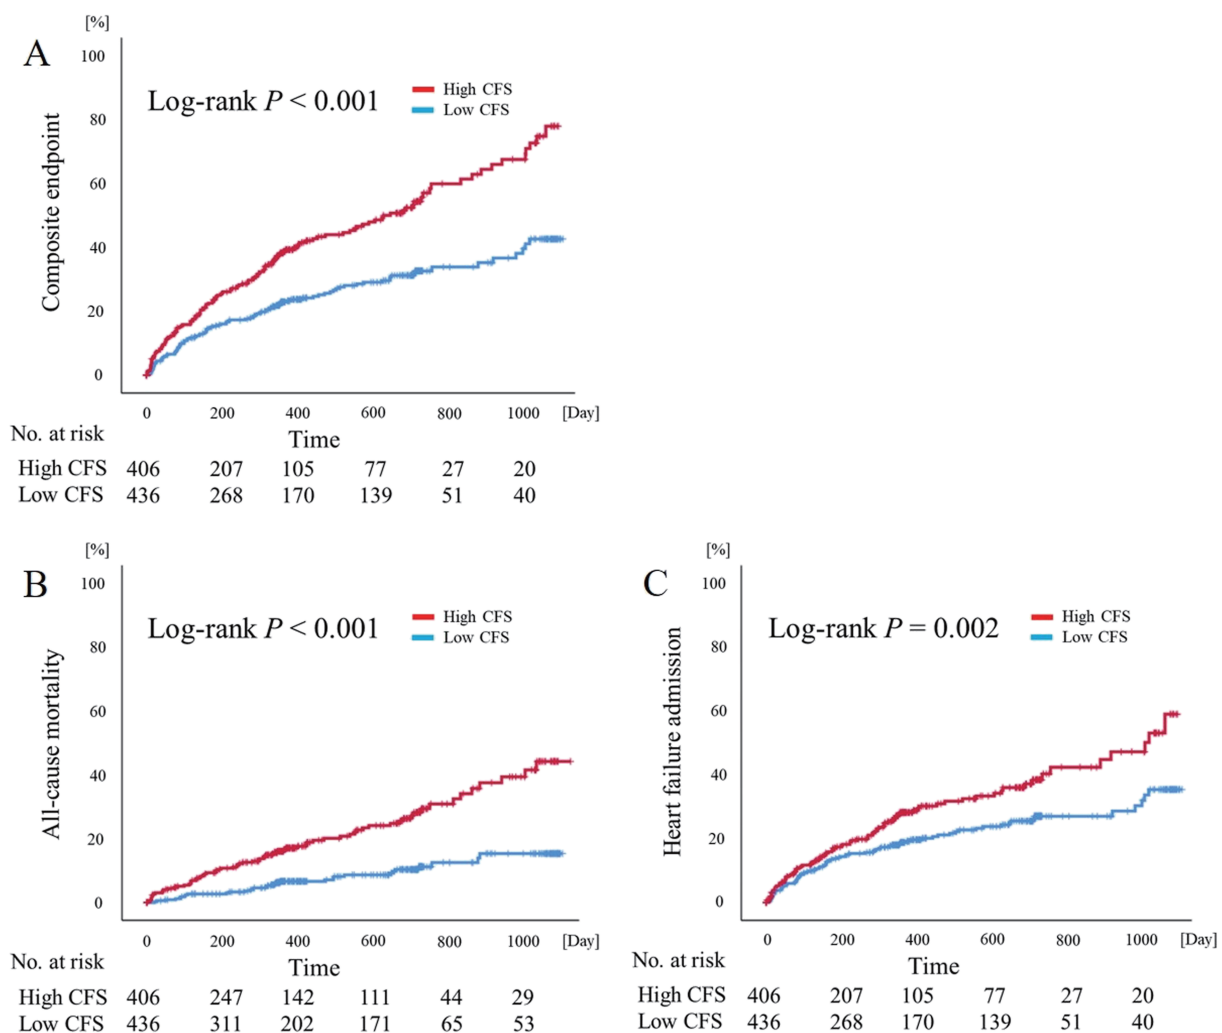 [%]
A
100
Log-rank P < 0.001
High CFS
Low CFS
80
60
40
20
0
Composite endpoint
0 200 400 600 800 1000 [Day]
Time
No. at risk
High CFS 406 207 105 77 27 20
Low CFS 436 268 170 139 51 40
[%]
B
100
Log-rank P < 0.001
High CFS
Low CFS
80
60
40
20
0
All-cause mortality
0 200 400 600 800 1000 [Day]
Time
No. at risk
High CFS 406 247 142 111 44 29
Low CFS 436 311 202 171 65 53
[%]
C
100
Log-rank P = 0.002
High CFS
Low CFS
80
60
40
20
0
Heart failure admission
0 200 400 600 800 1000 [Day]
Time
No. at risk
High CFS 406 207 105 77 27 20
Low CFS 436 268 170 139 51 40